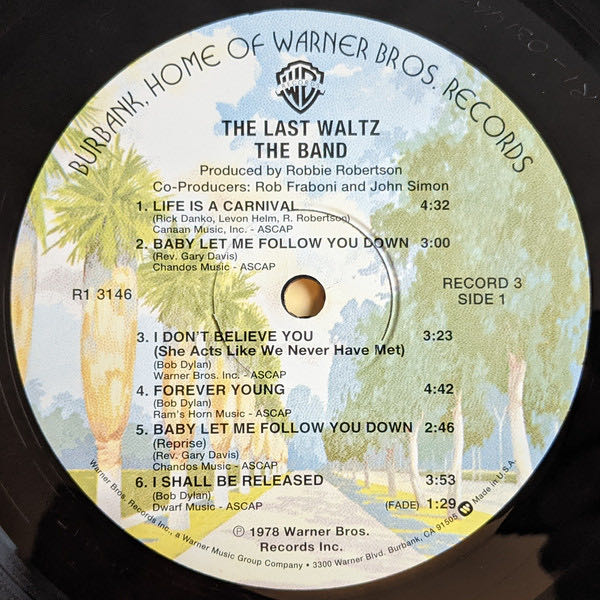 BURBANK, HOME OF WARNER BROS. RECORDS
WB
RECORDS
THE LAST WALTZ
THE BAND
Produced by Robbie Robertson
Co-Producers: Rob Fraboni and John Simon
1. LIFE IS A CARNIVAL 4:32
(Rick Danko, Levon Helm, R. Robertson)
Canaan Music, Inc. - ASCAP
2. BABY LET ME FOLLOW YOU DOWN 3:00
(Rev. Gary Davis)
Chandos Music - ASCAP
R1 3146
RECORD 3
SIDE 1
3. I DON'T BELIEVE YOU 3:23
(She Acts Like We Never Have Met)
(Bob Dylan)
Warner Bros. Inc. - ASCAP
4. FOREVER YOUNG 4:42
(Bob Dylan)
Ram's Horn Music - ASCAP
5. BABY LET ME FOLLOW YOU DOWN 2:46
(Reprise)
(Rev. Gary Davis)
Chandos Music - ASCAP
6. I SHALL BE RELEASED 3:53
(Bob Dylan)
Dwarf Music - ASCAP (FADE) 1:29
℗ 1978 Warner Bros.
Records Inc.
Warner Bros. Records Inc., a Warner Music Group Company • 3300 Warner Blvd. Burbank, CA 91505 Made in U.S.A.